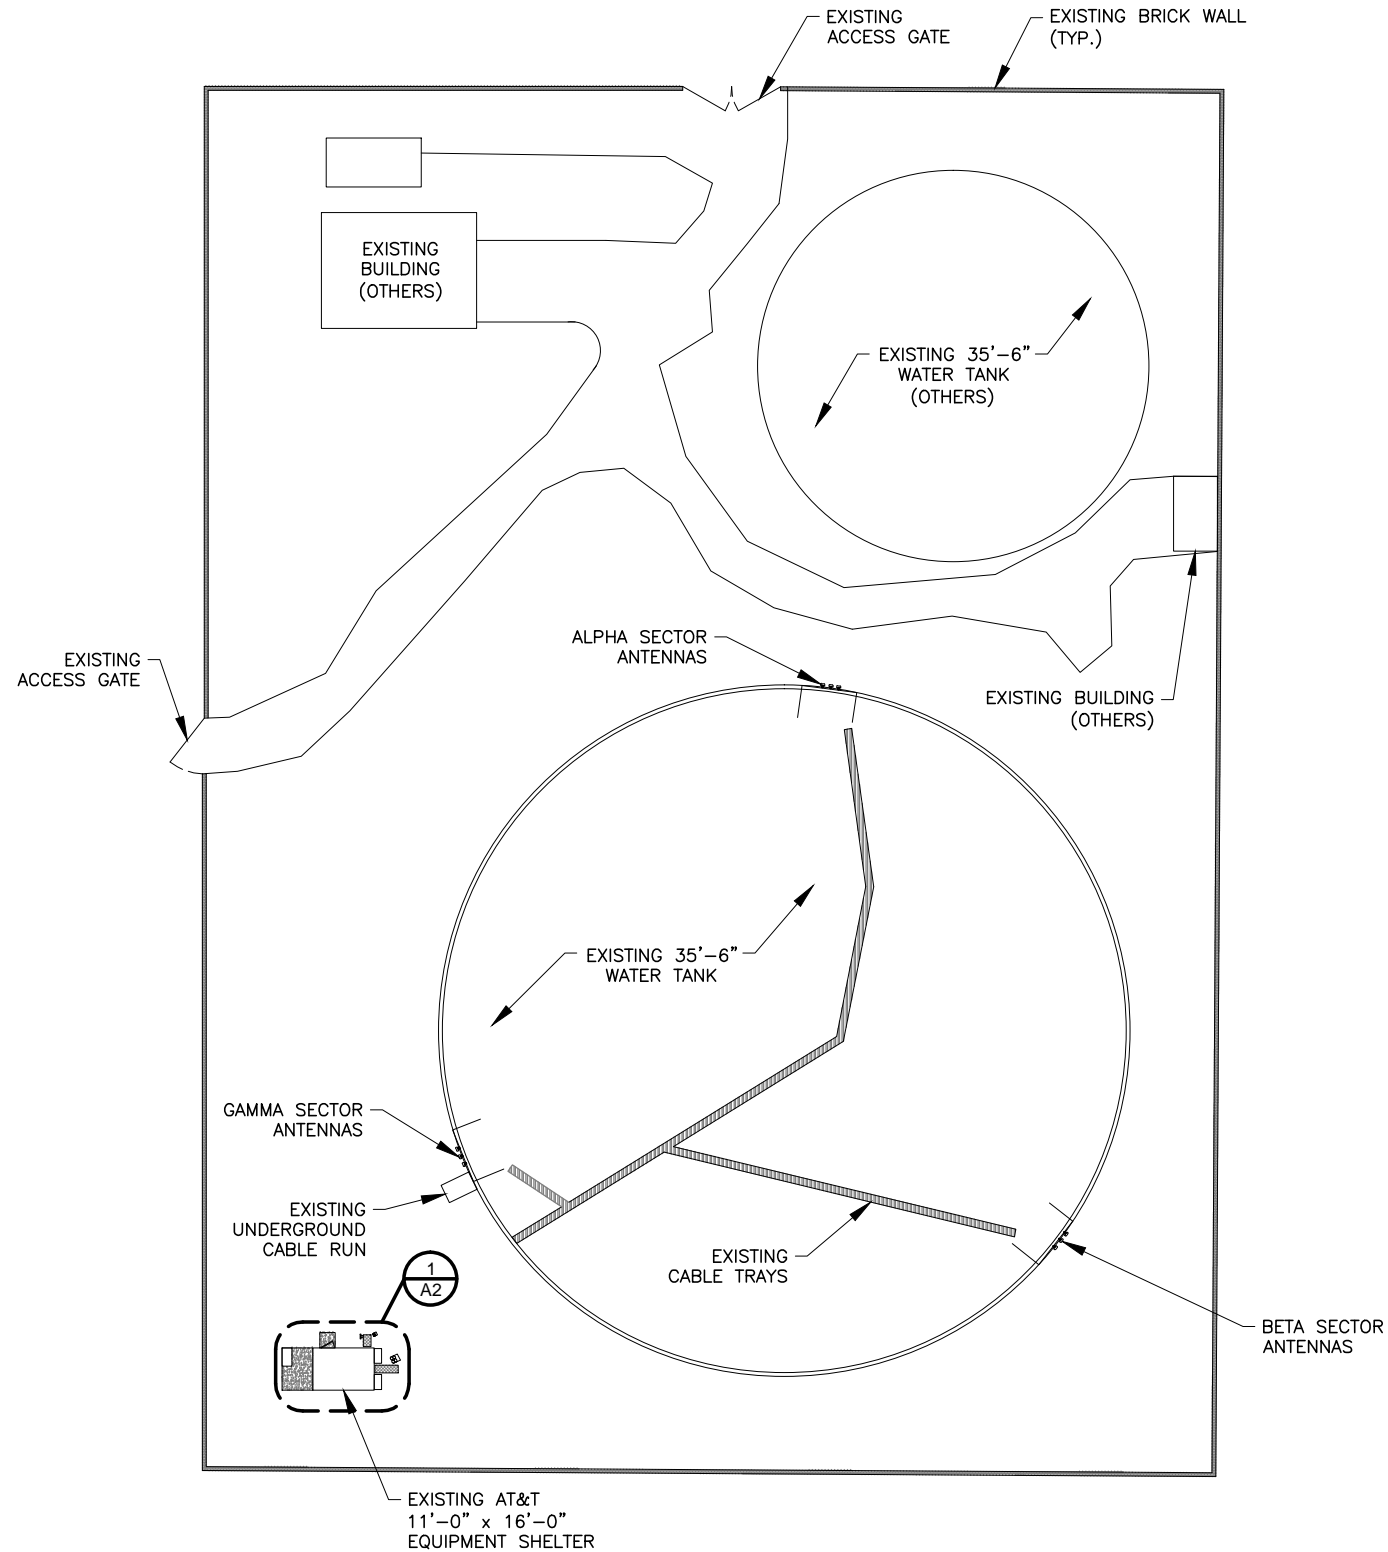 EXISTING
ACCESS GATE
EXISTING BRICK WALL
(TYP.)
EXISTING
BUILDING
(OTHERS)
EXISTING 35'-6"
WATER TANK
(OTHERS)
ALPHA SECTOR
ANTENNAS
EXISTING
ACCESS GATE
EXISTING BUILDING
(OTHERS)
EXISTING 35'-6"
WATER TANK
GAMMA SECTOR
ANTENNAS
EXISTING
UNDERGROUND
CABLE RUN
EXISTING
CABLE TRAYS
1
A2
BETA SECTOR
ANTENNAS
EXISTING AT&T
11'-0" x 16'-0"
EQUIPMENT SHELTER